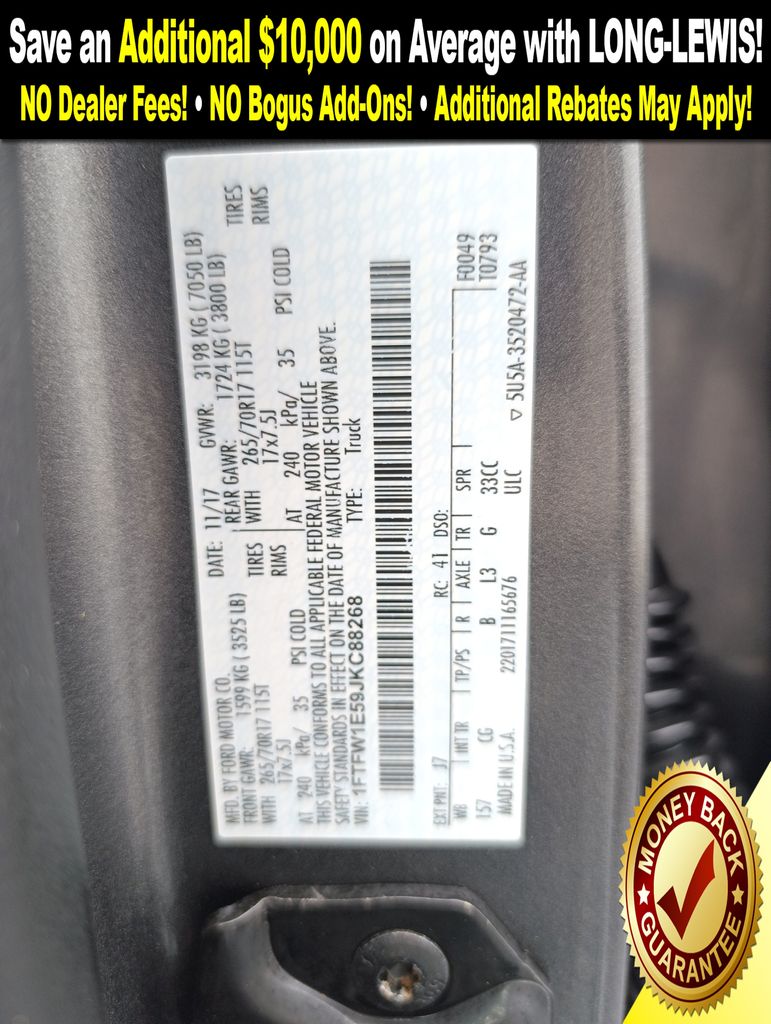 Save an Additional $10,000 on Average with LONG-LEWIS!
NO Dealer Fees! • NO Bogus Add-Ons! • Additional Rebates May Apply!
MFD. BY FORD MOTOR CO.
DATE: 11/17 GVWR: 3198 KG ( 7050 LB)
FRONT GAWR: 1599 KG ( 3525 LB) REAR GAWR: 1724 KG ( 3800 LB)
WITH 265/70R17 115T TIRES WITH 265/70R17 115T TIRES
17x7.5J RIMS 17x7.5J RIMS
AT 240 kPa/ 35 PSI COLD AT 240 kPa/ 35 PSI COLD
THIS VEHICLE CONFORMS TO ALL APPLICABLE FEDERAL MOTOR VEHICLE
SAFETY STANDARDS IN EFFECT ON THE DATE OF MANUFACTURE SHOWN ABOVE.
VIN: 1FTFW1E59JKC88268 TYPE: Truck
EXT PNT: J7 RC: 41 DSO: F0049
WB INT TR TP/PS R AXLE TR SPR T0793
157 CG B L3 G 33CC
ULC
MADE IN U.S.A. 2201711165676 5U5A-3520472-AA
MONEY BACK
GUARANTEE